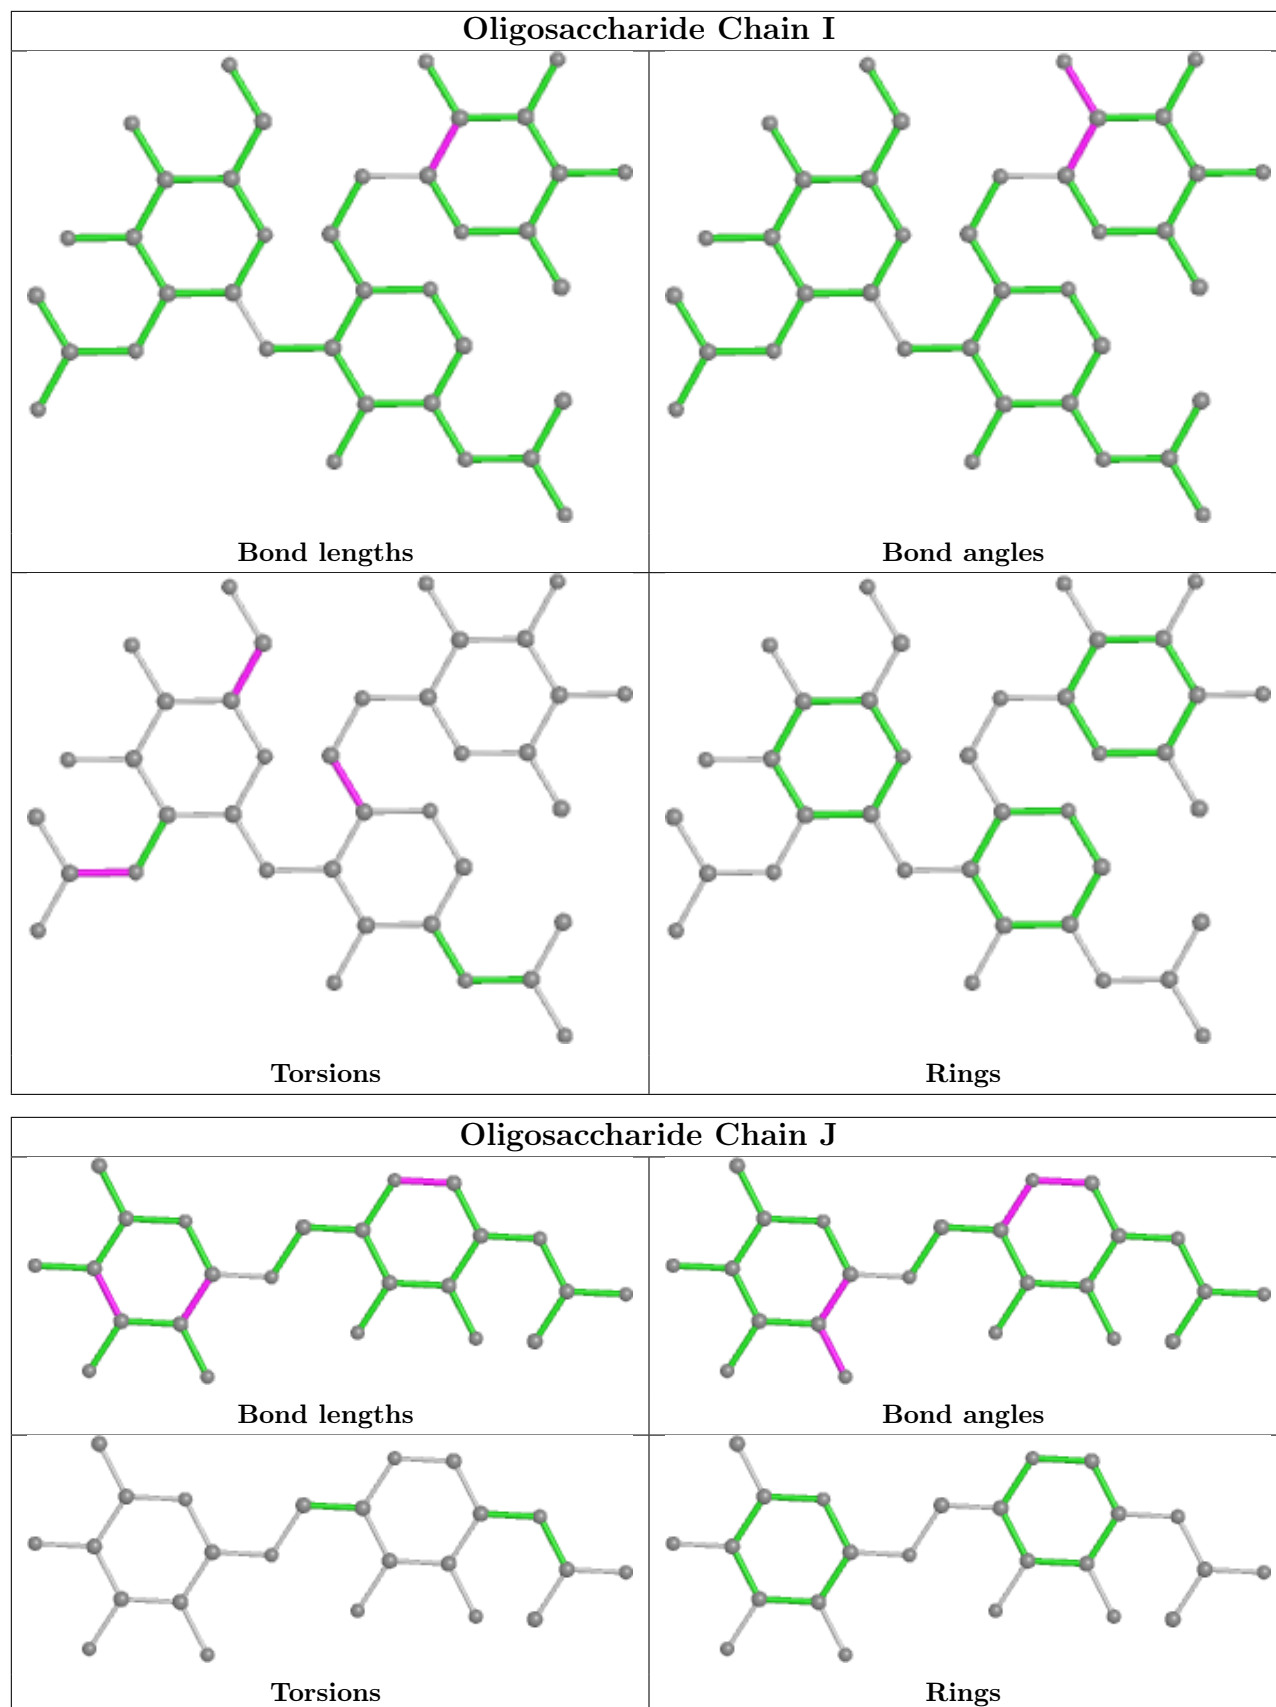 Oligosaccharide Chain I
Bond lengths
Bond angles
Torsions
Rings
Oligosaccharide Chain J
Bond lengths
Bond angles
Torsions
Rings